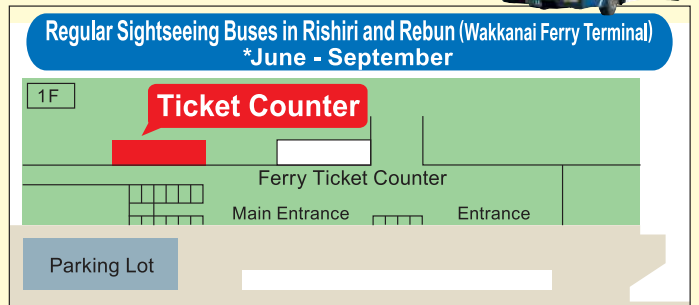 Regular Sightseeing Buses in Rishiri and Rebun (Wakkanai Ferry Terminal)
*June - September
1F
Ticket Counter
Ferry Ticket Counter
Main Entrance
Entrance
Parking Lot